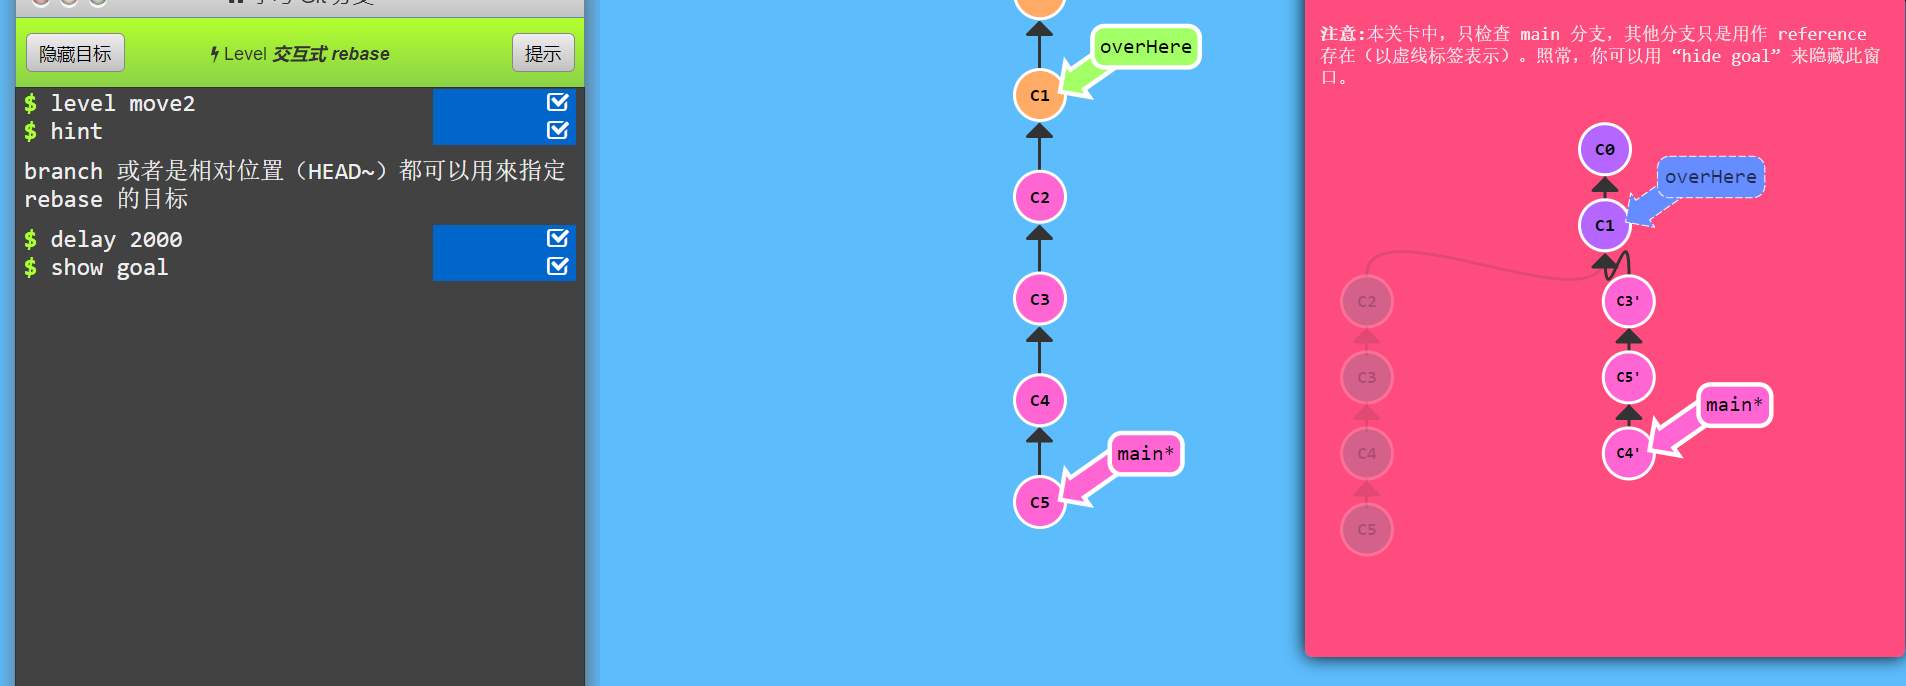 隐藏目标
Level 交互式 rebase
提示
$ level move2
$ hint
branch 或者是相对位置（HEAD~）都可以用來指定
rebase 的目标
$ delay 2000
$ show goal
overHere
C1
C2
C3
C4
main*
C5
注意:本关卡中，只检查 main 分支，其他分支只是用作 reference
存在（以虚线标签表示）。照常，你可以用 “hide goal” 来隐藏此窗
口。
C0
overHere
C1
C2
C3'
C3
C5'
main*
C4
C4'
C5